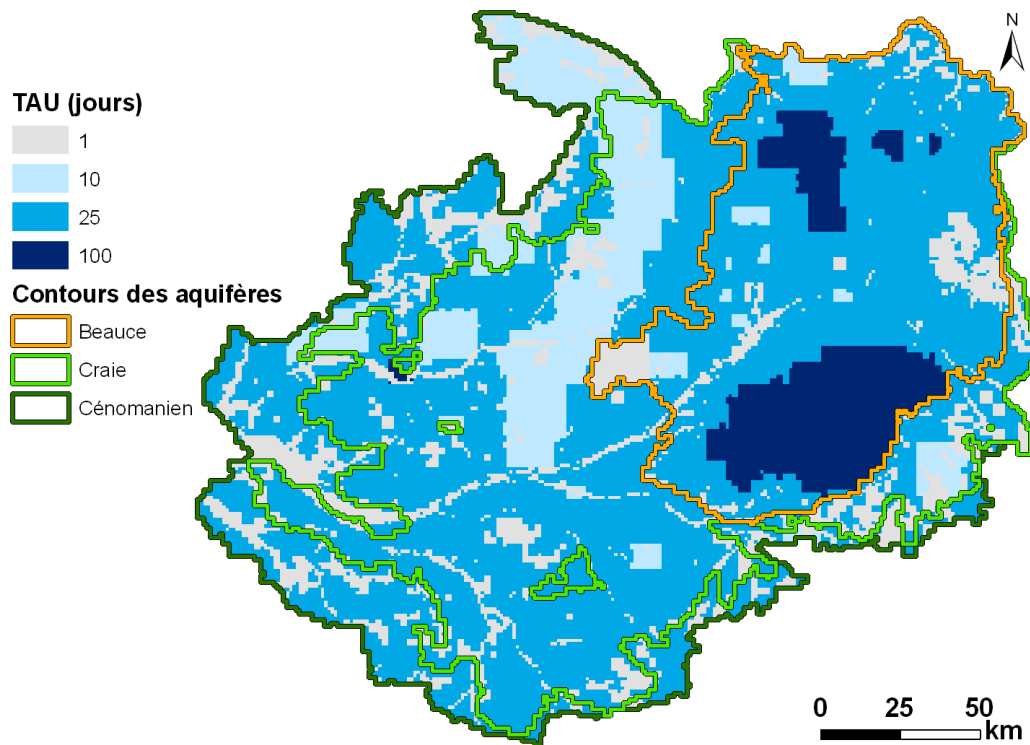 N
TAU (jours)
1
10
25
100
Contours des aquifères
Beauce
Craie
Cénomanien
0 25 50
km